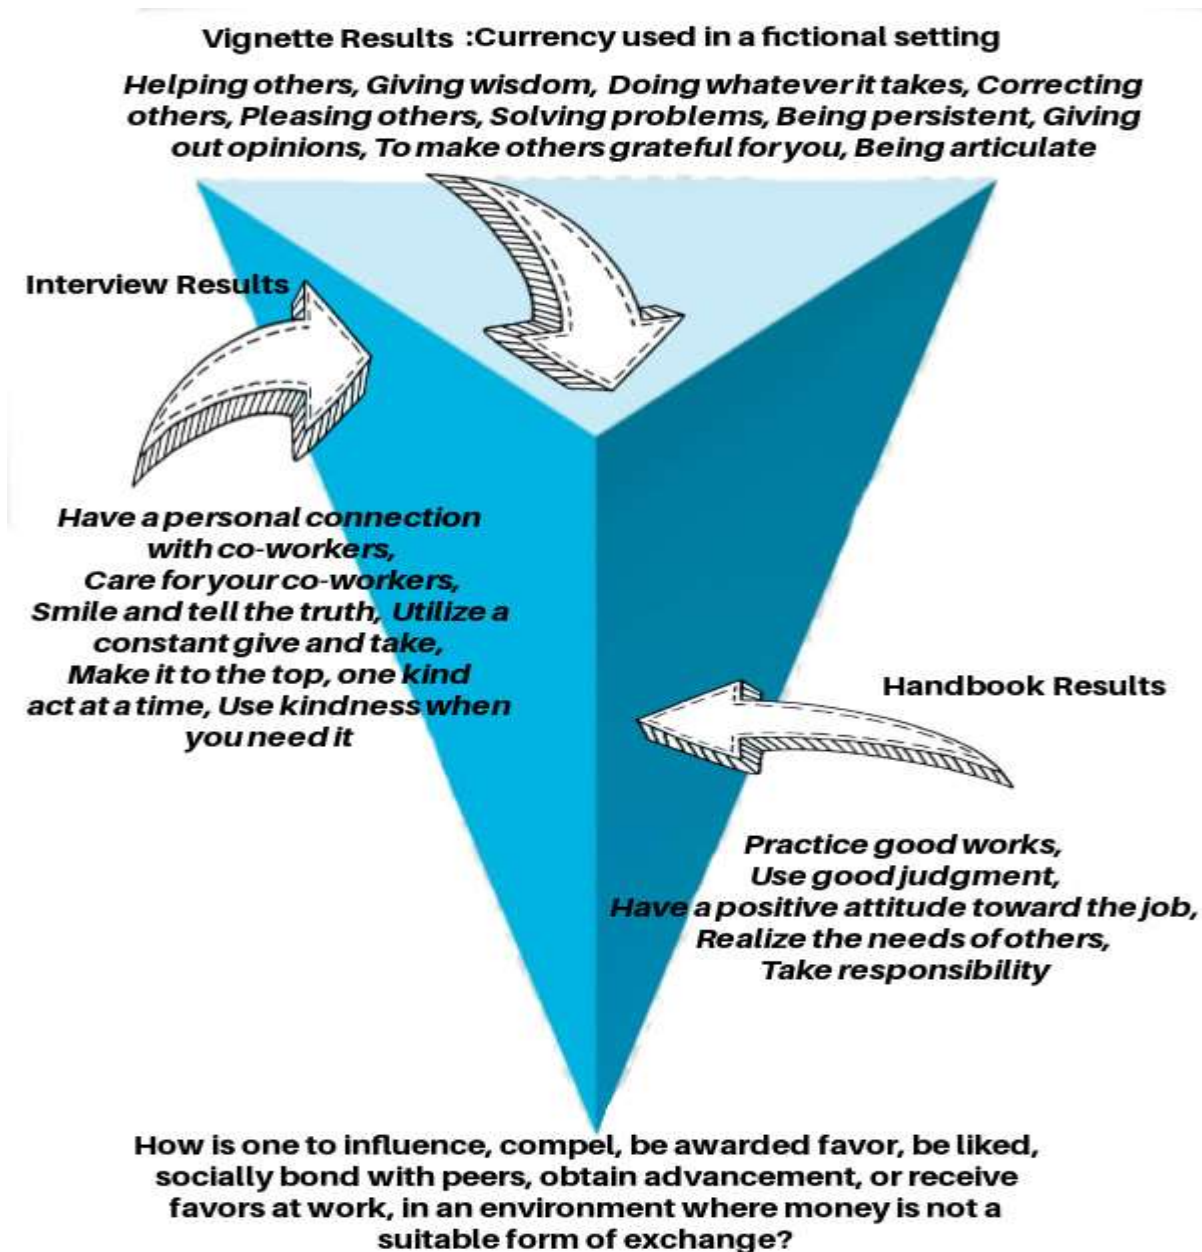 Vignette Results :Currency used in a fictional setting
Helping others, Giving wisdom, Doing whatever it takes, Correcting
others, Pleasing others, Solving problems, Being persistent, Giving
out opinions, To make others grateful for you, Being articulate
Interview Results
Have a personal connection
with co-workers,
Care for your co-workers,
Smile and tell the truth, Utilize a
constant give and take,
Make it to the top, one kind
act at a time, Use kindness when
you need it
Handbook Results
Practice good works,
Use good judgment,
Have a positive attitude toward the job,
Realize the needs of others,
Take responsibility
How is one to influence, compel, be awarded favor, be liked,
socially bond with peers, obtain advancement, or receive
favors at work, in an environment where money is not a
suitable form of exchange?